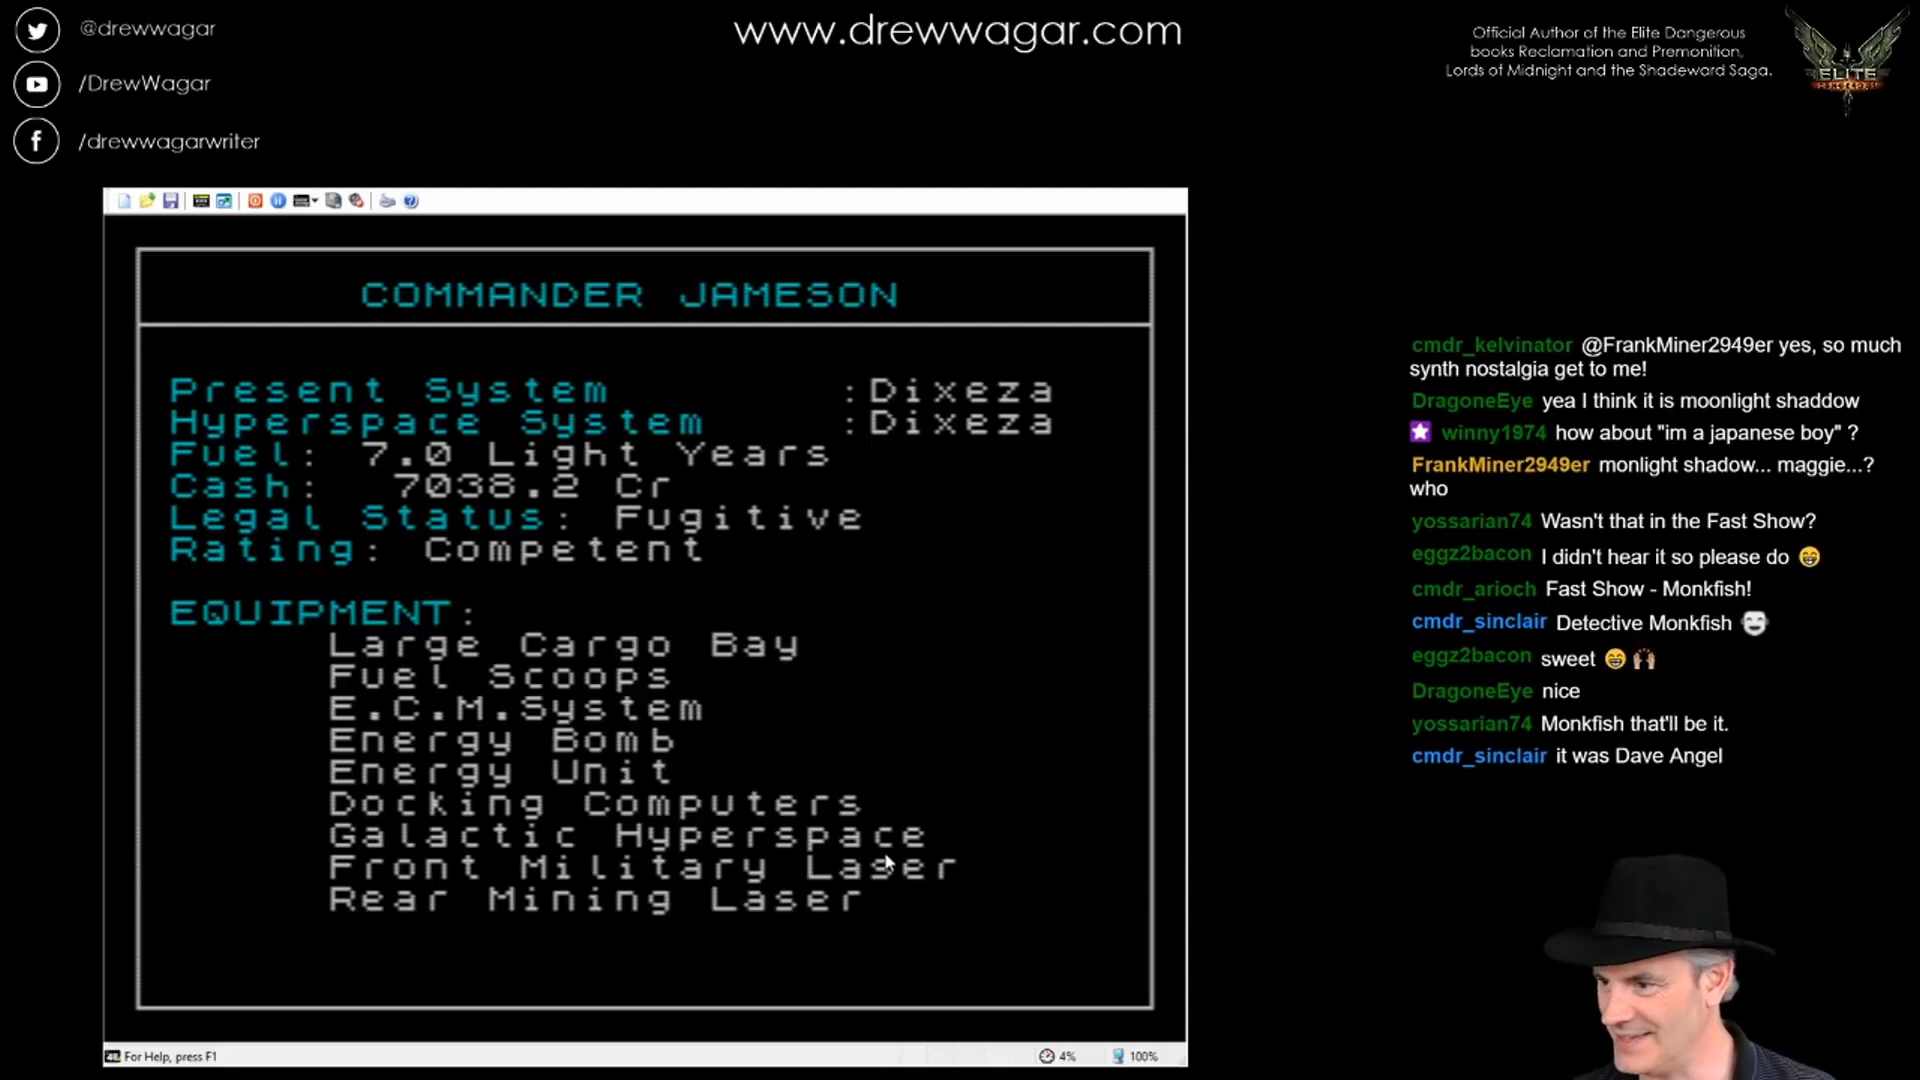 @drewwagar
/DrewWagar
/drewwagarwriter
www.drewwagar.com
Official Author of the Elite Dangerous
books Reclamation and Premonition,
Lords of Midnight and the Shadeward Saga.
ELITE
DANGEROUS
COMMANDER JAMESON
Present System :Dixeza
Hyperspace System :Dixeza
Fuel: 7.0 Light Years
Cash: 7038.2 Cr
Legal Status: Fugitive
Rating: Competent
EQUIPMENT:
Large Cargo Bay
Fuel Scoops
E.C.M.System
Energy Bomb
Energy Unit
Docking Computers
Galactic Hyperspace
Front Military Laser
Rear Mining Laser
For Help, press F1
4%
100%
cmdr_kelvinator @FrankMiner2949er yes, so much
synth nostalgia get to me!
DragoneEye yea I think it is moonlight shaddow
winny1974 how about "im a japanese boy" ?
FrankMiner2949er monlight shadow... maggie...?
who
yossarian74 Wasn't that in the Fast Show?
eggz2bacon I didn't hear it so please do 😁
cmdr_arioch Fast Show - Monkfish!
cmdr_sinclair Detective Monkfish
eggz2bacon sweet 😁🙌🏼
DragoneEye nice
yossarian74 Monkfish that'll be it.
cmdr_sinclair it was Dave Angel